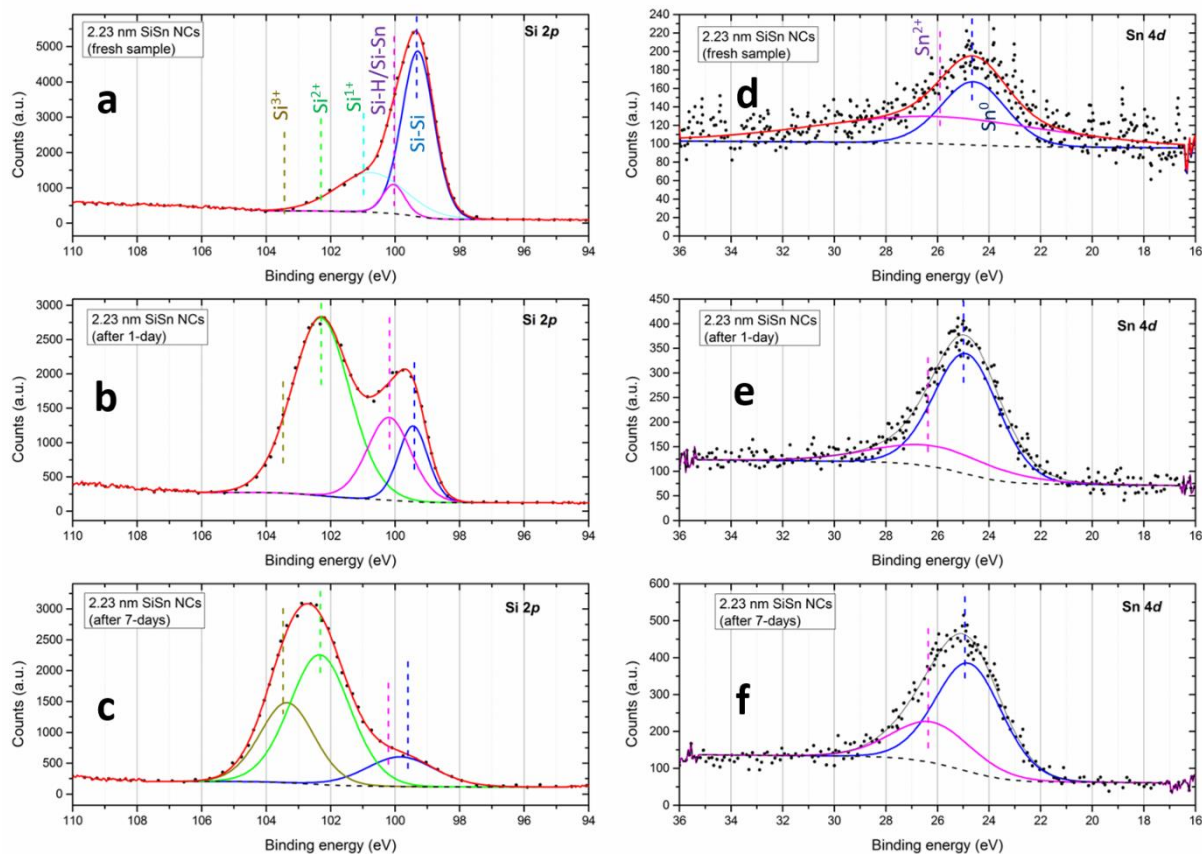 a
2.23 nm SiSn NCs
(fresh sample)
Si 2p
Si³⁺
Si²⁺
Si¹⁺
Si-H/Si-Sn
Si-Si
Counts (a.u.)
5000
4000
3000
2000
1000
0
110 108 106 104 102 100 98 96 94
Binding energy (eV)
d
2.23 nm SiSn NCs
(fresh sample)
Sn 4d
Sn²⁺
Sn⁰
Counts (a.u.)
240
220
200
180
160
140
120
100
80
60
40
20
0
36 34 32 30 28 26 24 22 20 18 16
Binding energy (eV)
b
2.23 nm SiSn NCs
(after 1-day)
Si 2p
Counts (a.u.)
3000
2500
2000
1500
1000
500
0
110 108 106 104 102 100 98 96 94
Binding energy (eV)
e
2.23 nm SiSn NCs
(after 1-day)
Sn 4d
Counts (a.u.)
450
400
350
300
250
200
150
100
50
0
36 34 32 30 28 26 24 22 20 18 16
Binding energy (eV)
c
2.23 nm SiSn NCs
(after 7-days)
Si 2p
Counts (a.u.)
3000
2500
2000
1500
1000
500
0
110 108 106 104 102 100 98 96 94
Binding energy (eV)
f
2.23 nm SiSn NCs
(after 7-days)
Sn 4d
Counts (a.u.)
600
500
400
300
200
100
0
36 34 32 30 28 26 24 22 20 18 16
Binding energy (eV)